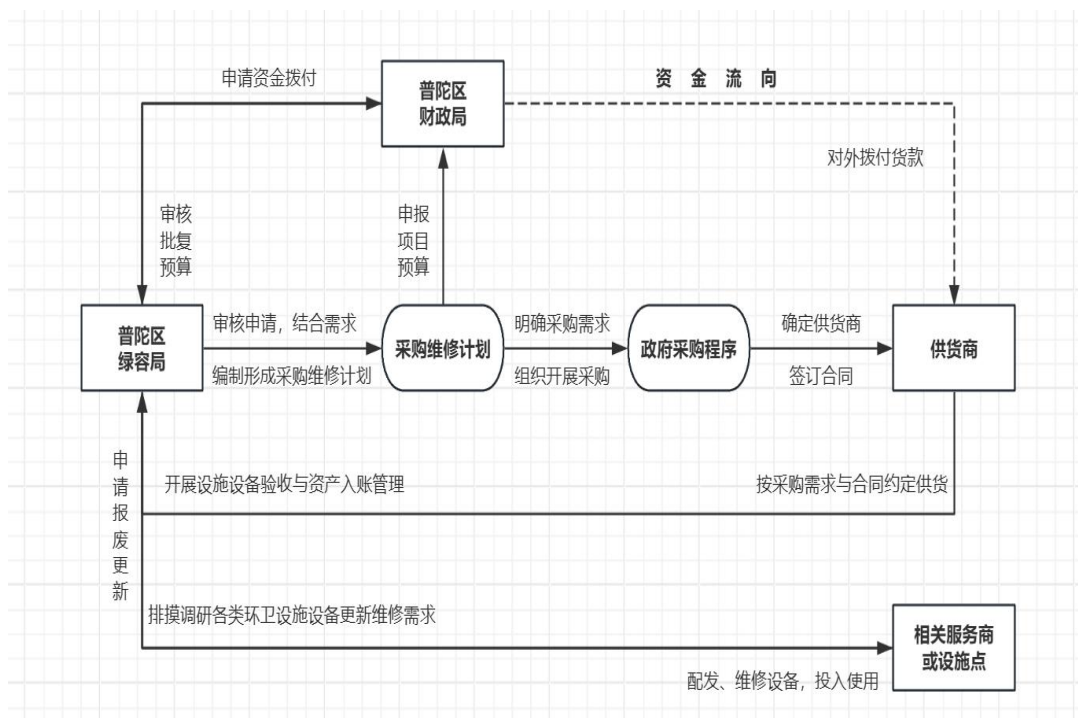 申请资金拨付
普陀区
财政局
资金流向
对外拨付货款
审核
批复
预算
申报
项目
预算
普陀区
绿容局
审核申请，结合需求
编制形成采购维修计划
采购维修计划
明确采购需求
组织开展采购
政府采购程序
确定供货商
签订合同
供货商
申
请
报
废
更
新
开展设施设备验收与资产入账管理
按采购需求与合同约定供货
排摸调研各类环卫设施设备更新维修需求
相关服务商
或设施点
配发、维修设备，投入使用